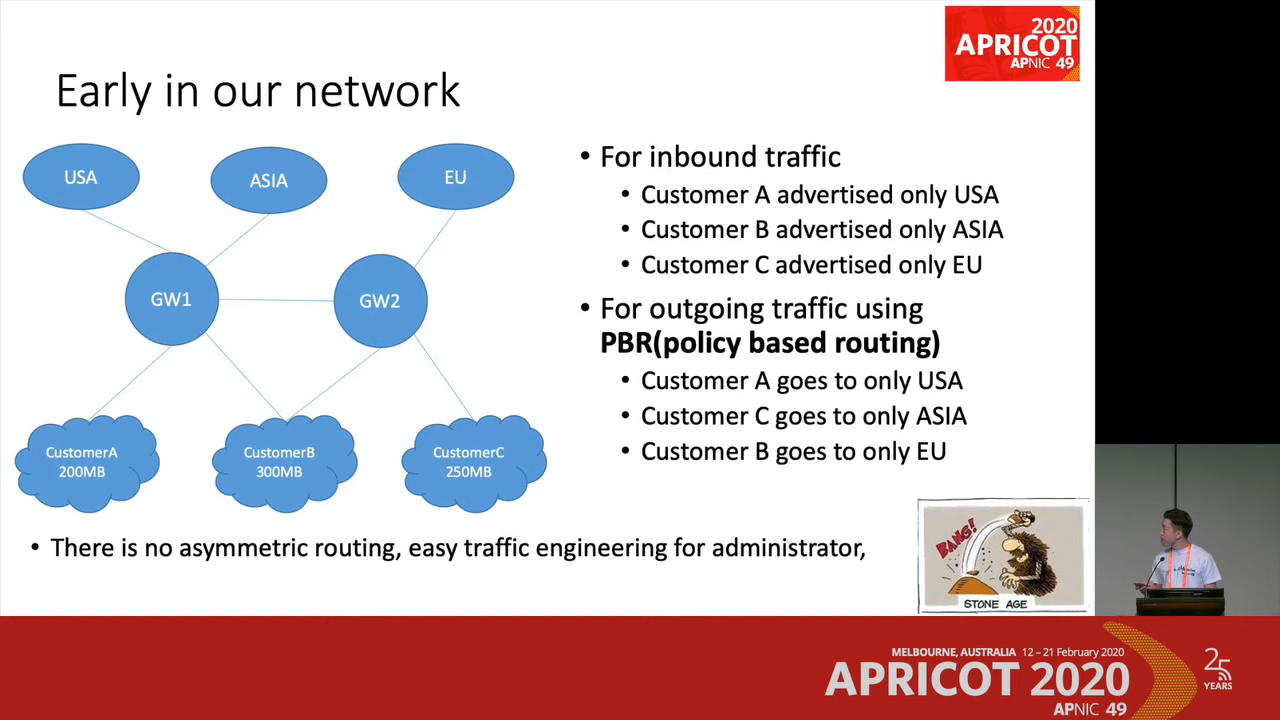 2020
APRICOT
APNIC 49
Early in our network
USA
ASIA
EU
GW1
GW2
CustomerA
200MB
CustomerB
300MB
CustomerC
250MB
• For inbound traffic
• Customer A advertised only USA
• Customer B advertised only ASIA
• Customer C advertised only EU
• For outgoing traffic using
PBR(policy based routing)
• Customer A goes to only USA
• Customer C goes to only ASIA
• Customer B goes to only EU
• There is no asymmetric routing, easy traffic engineering for administrator,
BANG!
STONE AGE
MELBOURNE, AUSTRALIA 12 – 21 February 2020
APRICOT 2020
APNIC 49
25
YEARS